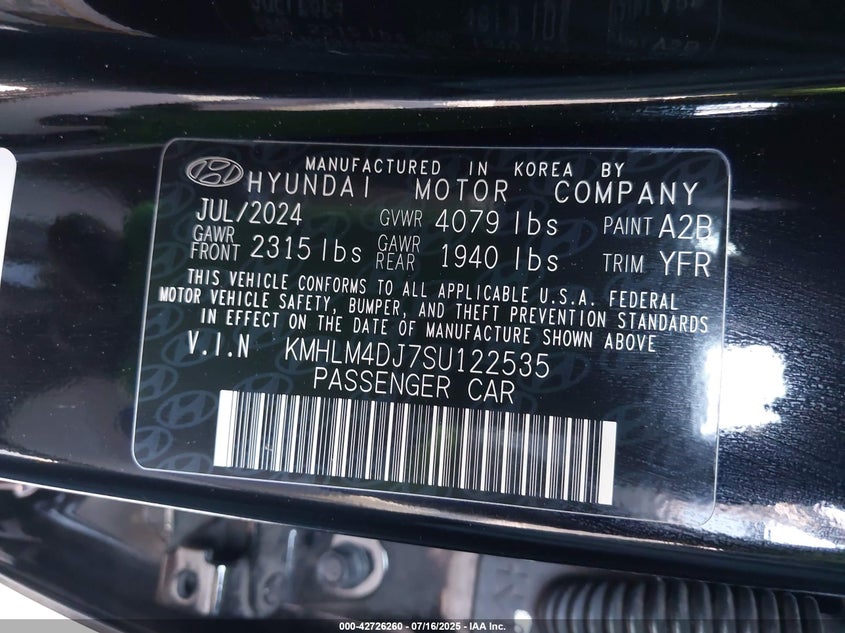 MANUFACTURED IN KOREA BY
HYUNDAI MOTOR COMPANY
JUL/2024 GVWR 4079 lbs PAINT A2B
GAWR FRONT 2315 lbs GAWR REAR 1940 lbs TRIM YFR
THIS VEHICLE CONFORMS TO ALL APPLICABLE U.S.A. FEDERAL
MOTOR VEHICLE SAFETY, BUMPER, AND THEFT PREVENTION STANDARDS
IN EFFECT ON THE DATE OF MANUFACTURE SHOWN ABOVE
V.I.N KMHLM4DJ7SU122535
PASSENGER CAR
000-42726260 - 07/16/2025 - IAA Inc.